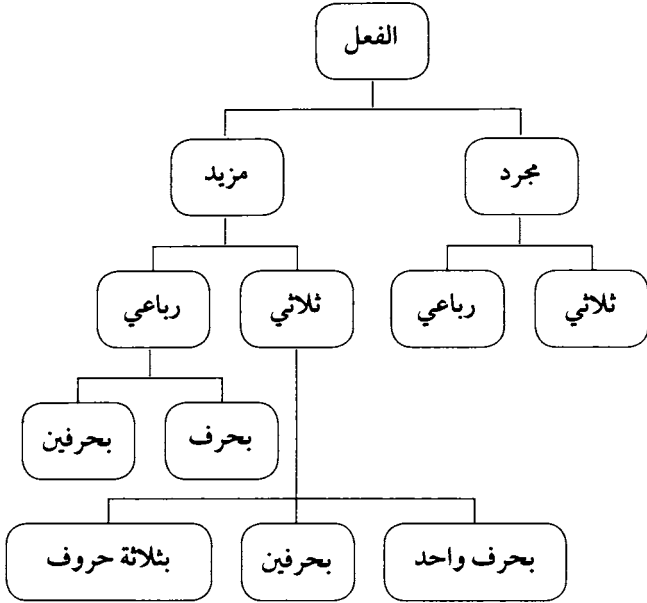 الفعل
مجرد
مزيد
ثلاثي
رباعي
ثلاثي
رباعي
بحرف
بحرفين
بحرف واحد
بحرفين
بثلاثة حروف